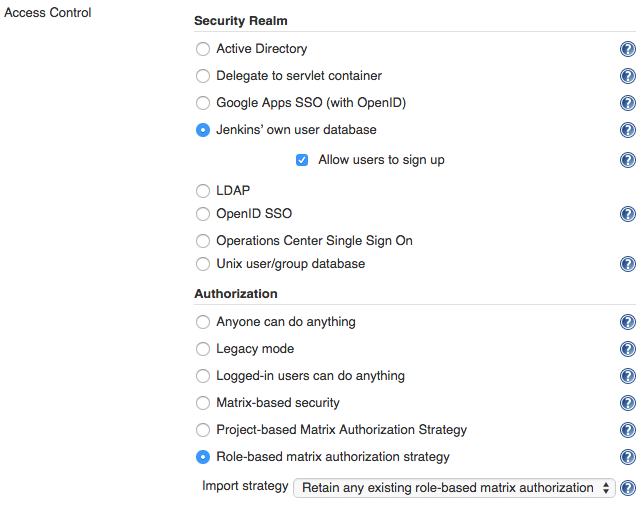 Access Control
Security Realm
Active Directory
Delegate to servlet container
Google Apps SSO (with OpenID)
Jenkins' own user database
Allow users to sign up
LDAP
OpenID SSO
Operations Center Single Sign On
Unix user/group database
Authorization
Anyone can do anything
Legacy mode
Logged-in users can do anything
Matrix-based security
Project-based Matrix Authorization Strategy
Role-based matrix authorization strategy
Import strategy Retain any existing role-based matrix authorization